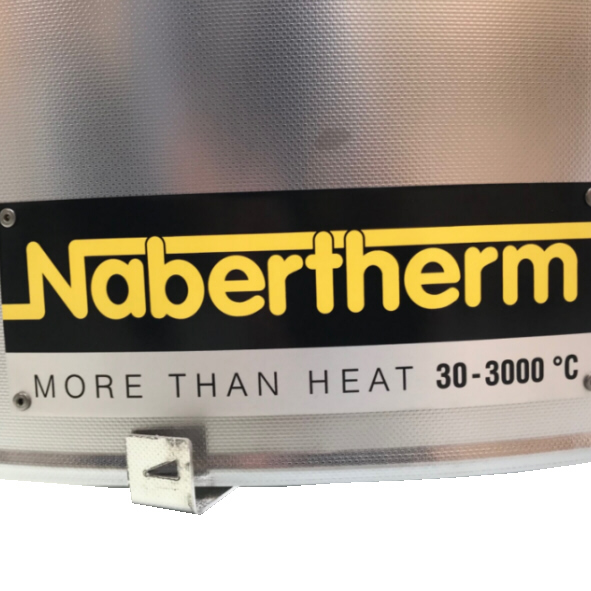 Nabertherm
MORE THAN HEAT 30-3000 °C